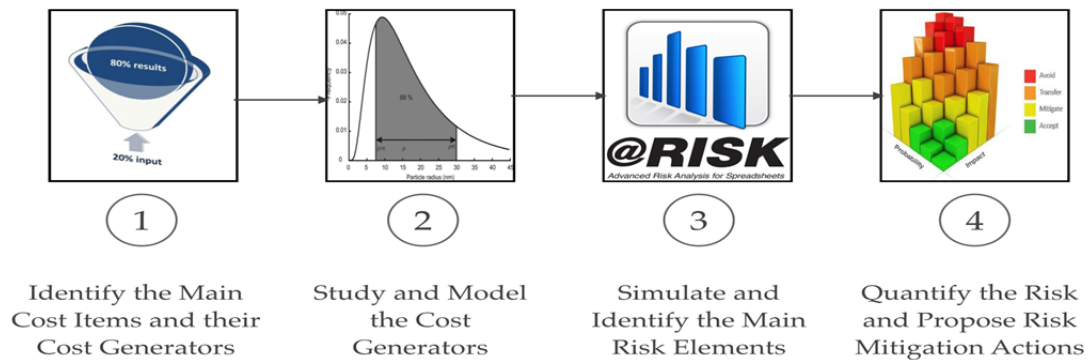 80% results
20% input
0.05
0.04
0.03
0.02
0.01
0
68 %
0 5 10 15 20 25 30 35 40 45
Particle radius (nm)
@RISK
Advanced Risk Analysis for Spreadsheets
Avoid
Transfer
Mitigate
Accept
Probability
Impact
1
2
3
4
Identify the Main
Cost Items and their
Cost Generators
Study and Model
the Cost
Generators
Simulate and
Identify the Main
Risk Elements
Quantify the Risk
and Propose Risk
Mitigation Actions